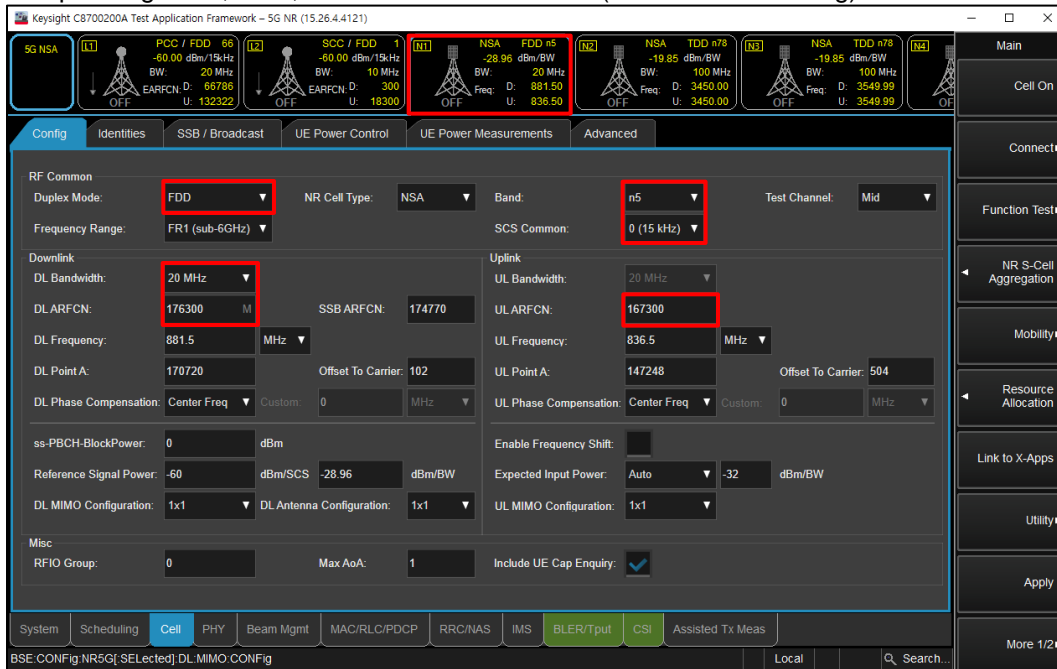 Keysight C8700200A Test Application Framework – 5G NR (15.26.4.4121)
5G NSA
L1 PCC / FDD 66
-60.00 dBm/15kHz
BW: 20 MHz
EARFCN: D: 66786
OFF U: 132322
L2 SCC / FDD 1
-60.00 dBm/15kHz
BW: 10 MHz
EARFCN: D: 300
OFF U: 18300
N1 NSA FDD n5
-28.96 dBm/BW
BW: 20 MHz
Freq: D: 881.50
OFF U: 836.50
N2 NSA TDD n78
-19.85 dBm/BW
BW: 100 MHz
Freq: D: 3450.00
OFF U: 3450.00
N3 NSA TDD n78
-19.85 dBm/BW
BW: 100 MHz
Freq: D: 3549.99
OFF U: 3549.99
N4
Main
Cell On
Connect
Function Test
NR S-Cell
Aggregation
Mobility
Resource
Allocation
Link to X-Apps
Utility
Apply
More 1/2
Config Identities SSB / Broadcast UE Power Control UE Power Measurements Advanced
RF Common
Duplex Mode: FDD NR Cell Type: NSA Band: n5 Test Channel: Mid
Frequency Range: FR1 (sub-6GHz) SCS Common: 0 (15 kHz)
Downlink Uplink
DL Bandwidth: 20 MHz UL Bandwidth: 20 MHz
DL ARFCN: 176300 M SSB ARFCN: 174770 UL ARFCN: 167300
DL Frequency: 881.5 MHz UL Frequency: 836.5 MHz
DL Point A: 170720 Offset To Carrier: 102 UL Point A: 147248 Offset To Carrier: 504
DL Phase Compensation: Center Freq Custom: 0 MHz UL Phase Compensation: Center Freq Custom: 0 MHz
ss-PBCH-BlockPower: 0 dBm Enable Frequency Shift:
Reference Signal Power: -60 dBm/SCS -28.96 dBm/BW Expected Input Power: Auto -32 dBm/BW
DL MIMO Configuration: 1x1 DL Antenna Configuration: 1x1 UL MIMO Configuration: 1x1
Misc
RFIO Group: 0 Max AoA: 1 Include UE Cap Enquiry:
System Scheduling Cell PHY Beam Mgmt MAC/RLC/PDCP RRC/NAS IMS BLER/Tput CSI Assisted Tx Meas
BSE:CONFig:NR5G[:SELected]:DL:MIMO:CONFig Local Search...